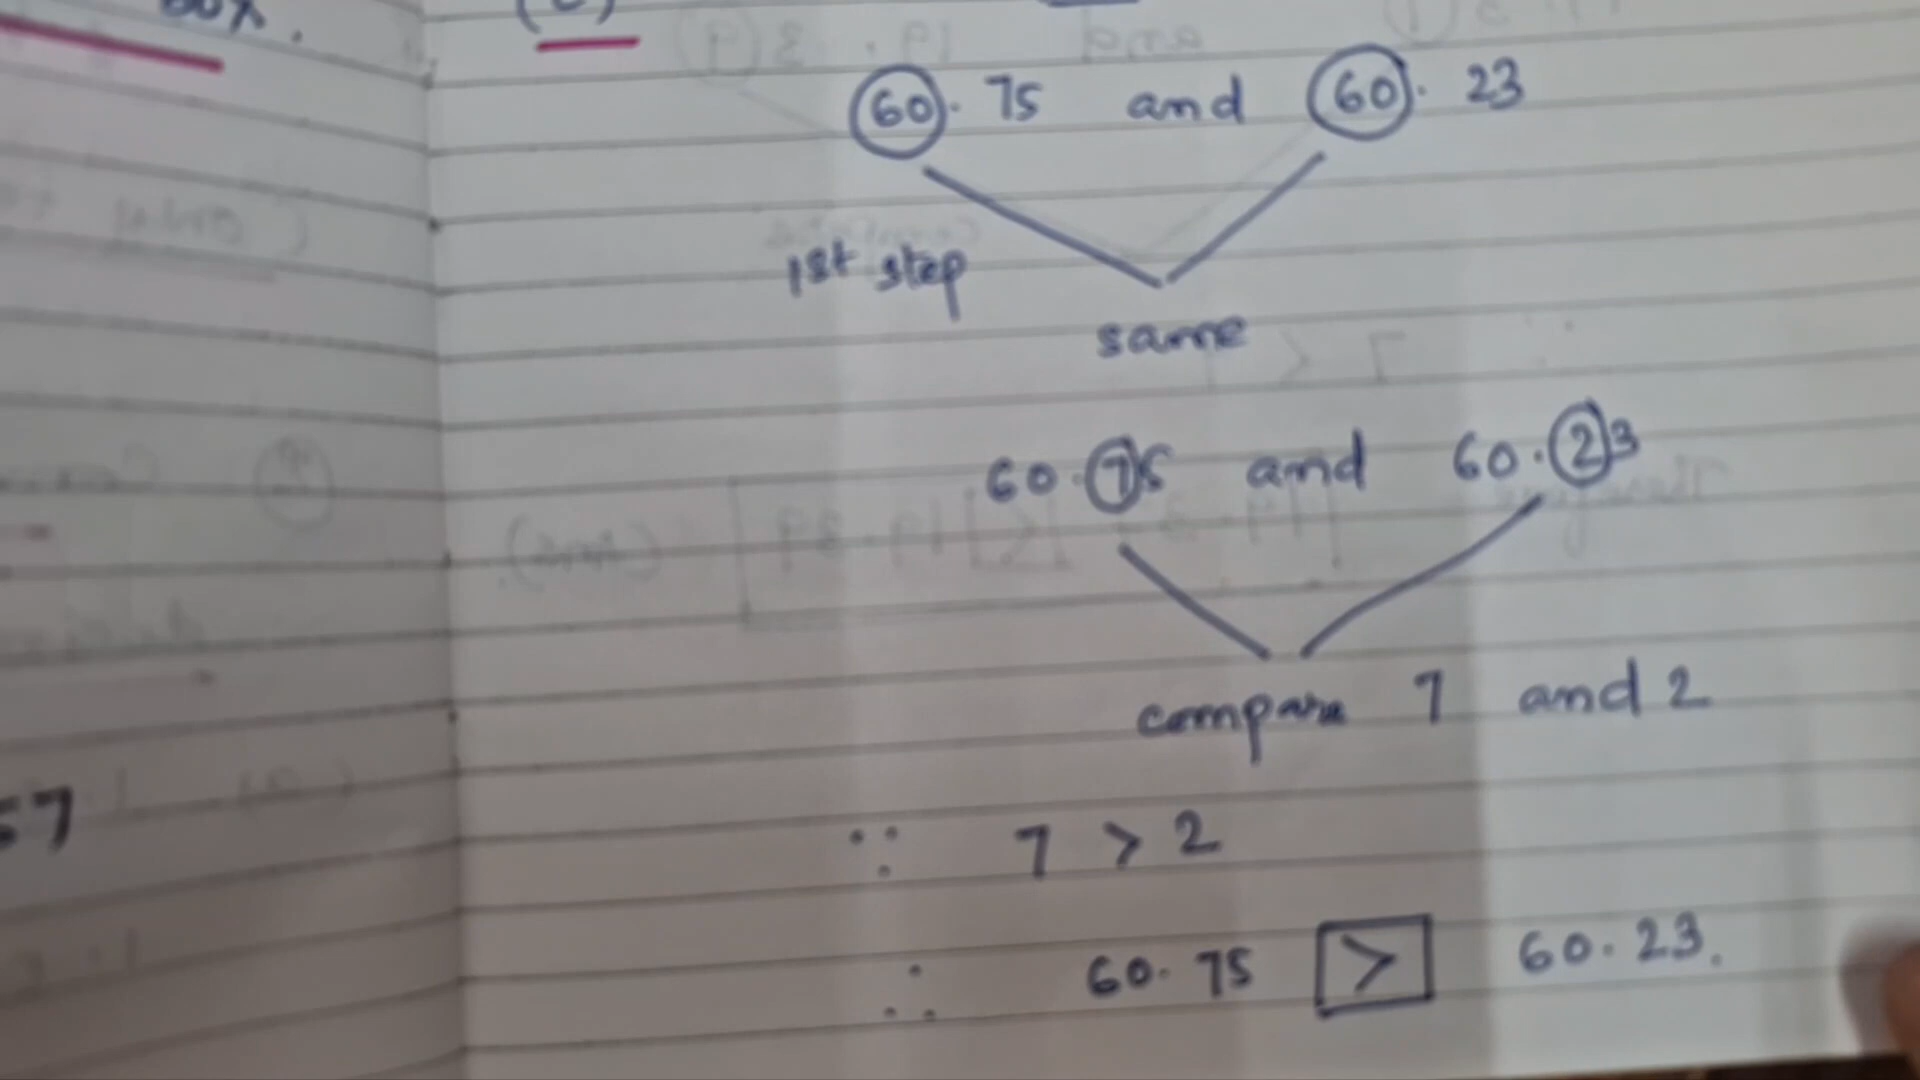 60.75 and 60.23
1st step
same
60.75 and 60.23
compare 7 and 2
∵ 7 > 2
57
∴ 60.75 > 60.23.